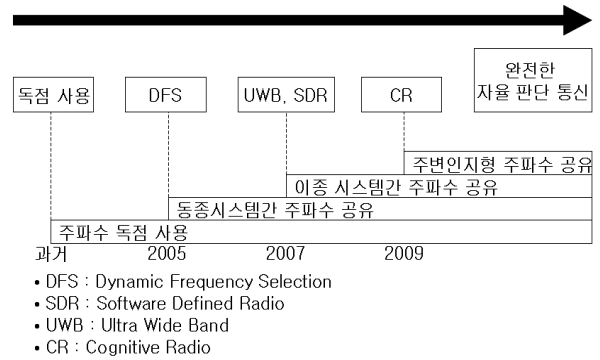 완전한
자율 판단 통신
독점 사용
DFS
UWB, SDR
CR
주변인지형 주파수 공유
이종 시스템간 주파수 공유
동종시스템간 주파수 공유
주파수 독점 사용
과거
2005
2007
2009
• DFS : Dynamic Frequency Selection
• SDR : Software Defined Radio
• UWB : Ultra Wide Band
• CR : Cognitive Radio